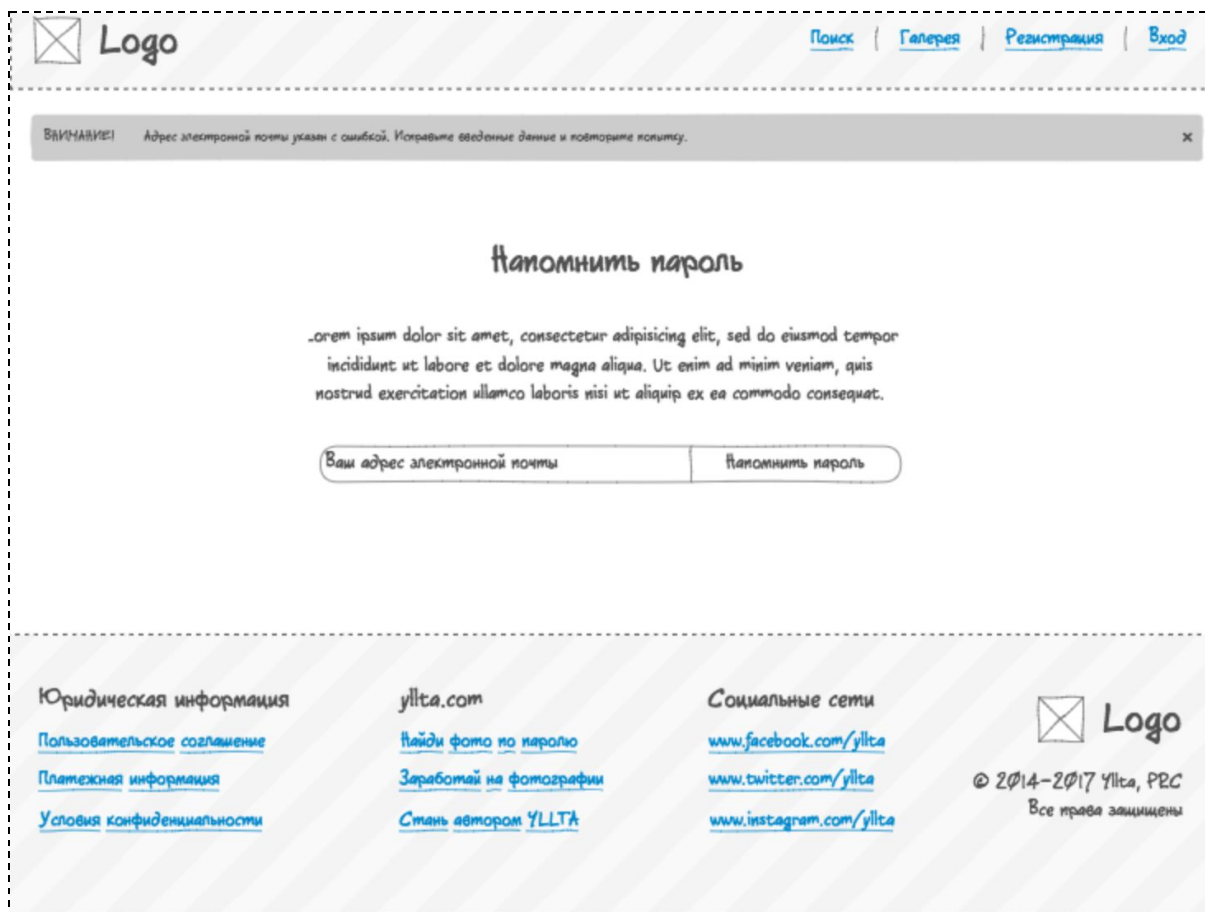 Logo
Поиск | Галерея | Регистрация | Вход
ВНИМАНИЕ! Адрес электронной почты указан с ошибкой. Исправьте введенные данные и повторите попытку. ×
Напомнить пароль
Lorem ipsum dolor sit amet, consectetur adipisicing elit, sed do eiusmod tempor
incididunt ut labore et dolore magna aliqua. Ut enim ad minim veniam, quis
nostrud exercitation ullamco laboris nisi ut aliquip ex ea commodo consequat.
Ваш адрес электронной почты
Напомнить пароль
Юридическая информация
Пользовательское соглашение
Платежная информация
Условия конфиденциальности
yllta.com
Найди фото по паролю
Заработай на фотографии
Стань автором YLLTA
Социальные сети
www.facebook.com/yllta
www.twitter.com/yllta
www.instagram.com/yllta
Logo
© 2014-2017 Yllta, PRC
Все права защищены